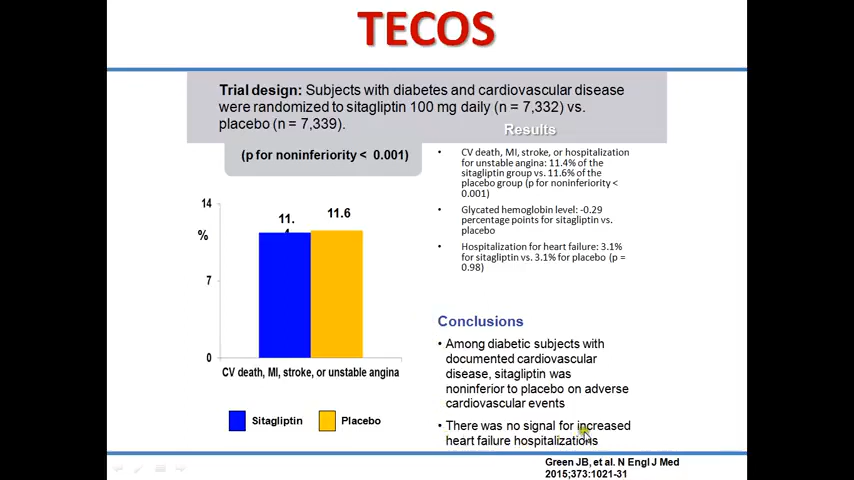 TECOS
Trial design: Subjects with diabetes and cardiovascular disease
were randomized to sitagliptin 100 mg daily (n = 7,332) vs.
placebo (n = 7,339).
Results
(p for noninferiority < 0.001)
• CV death, MI, stroke, or hospitalization
for unstable angina: 11.4% of the
sitagliptin group vs. 11.6% of the
placebo group (p for noninferiority <
0.001)
• Glycated hemoglobin level: -0.29
percentage points for sitagliptin vs.
placebo
• Hospitalization for heart failure: 3.1%
for sitagliptin vs. 3.1% for placebo (p =
0.98)
14
%
7
0
11.
4
11.6
CV death, MI, stroke, or unstable angina
Sitagliptin
Placebo
Conclusions
• Among diabetic subjects with
documented cardiovascular
disease, sitagliptin was
noninferior to placebo on adverse
cardiovascular events
• There was no signal for increased
heart failure hospitalizations
Green JB, et al. N Engl J Med
2015;373:1021-31